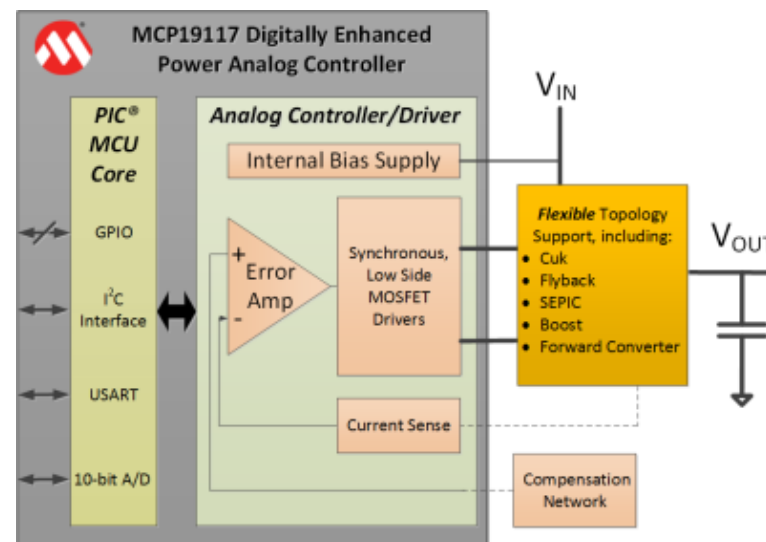 MCP19117 Digitally Enhanced
Power Analog Controller
PIC®
MCU
Core
GPIO
I²C
Interface
USART
10-bit A/D
Analog Controller/Driver
Internal Bias Supply
+
Error
Amp
-
Synchronous,
Low Side
MOSFET
Drivers
Current Sense
VIN
Flexible Topology
Support, including:
• Cuk
• Flyback
• SEPIC
• Boost
• Forward Converter
VOUT
Compensation
Network